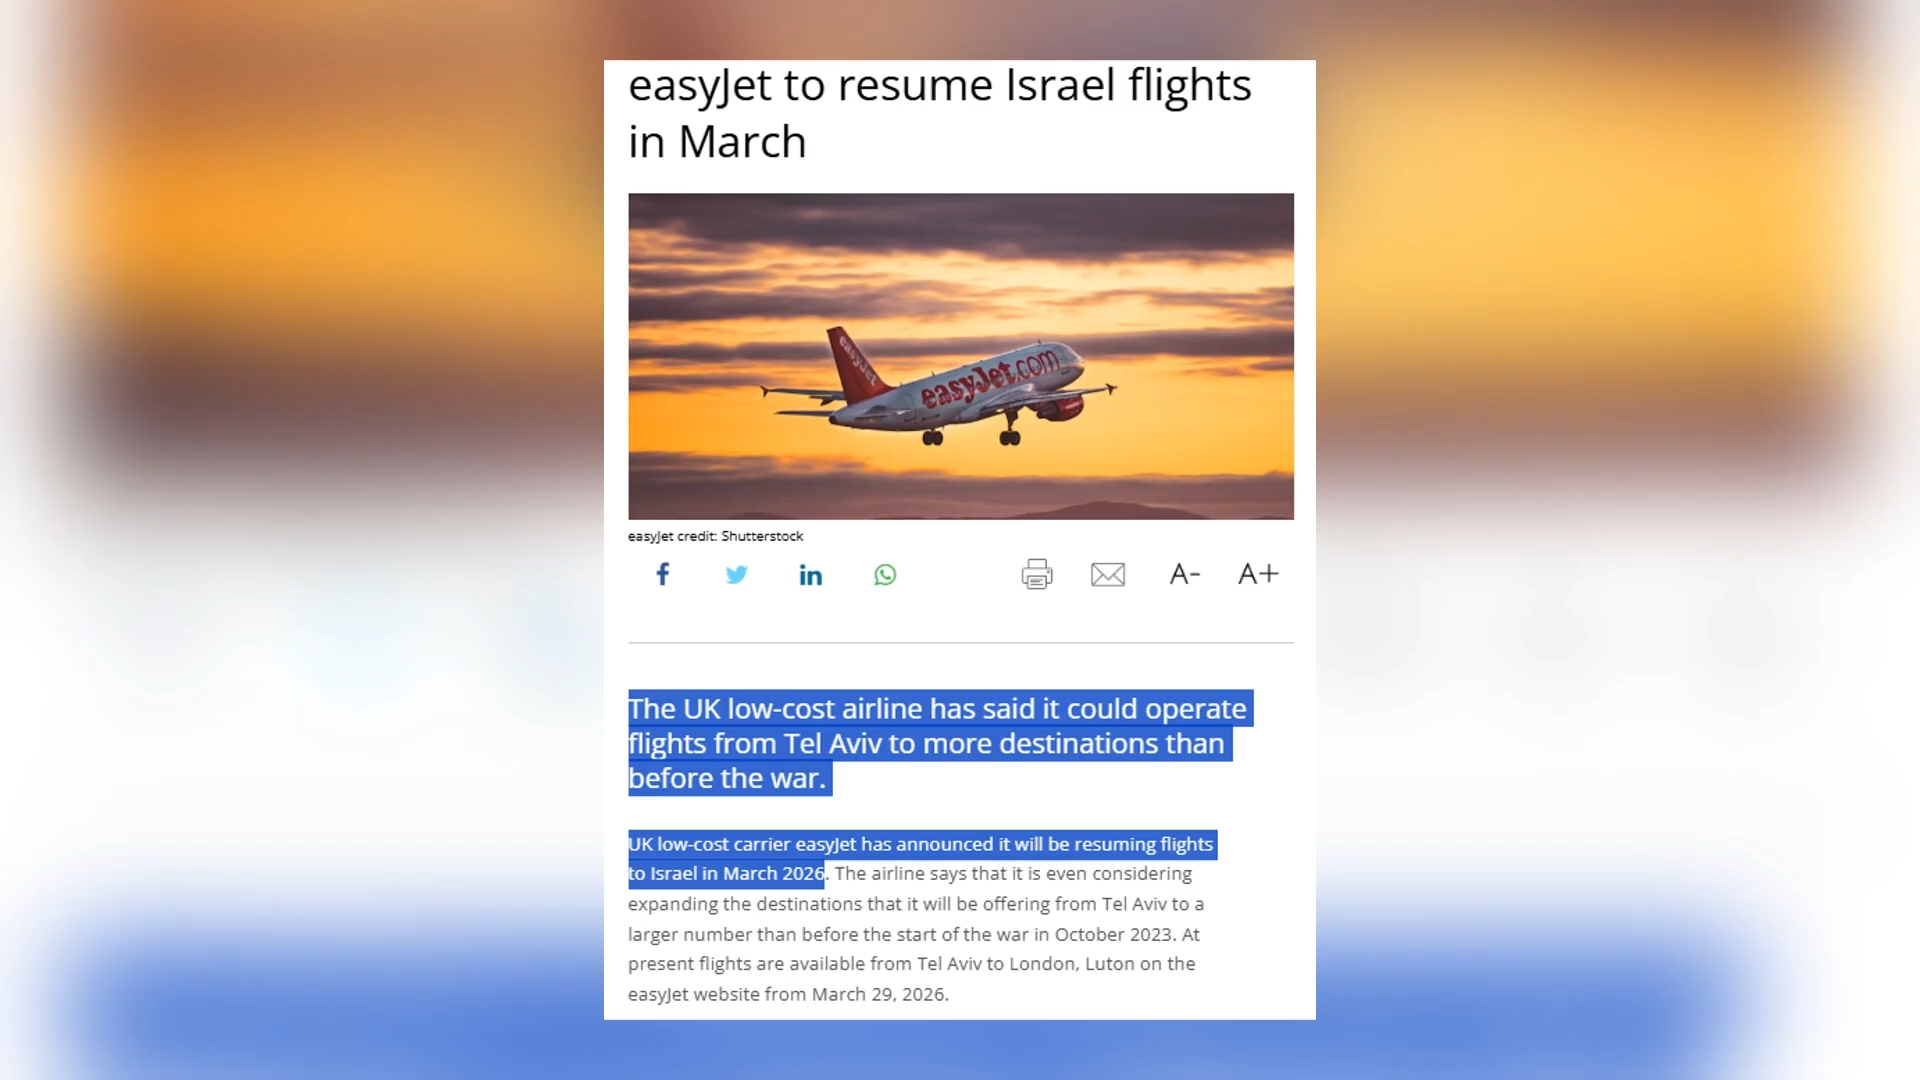 easyJet to resume Israel flights
in March
easyJet
easyJet.com
easyJet credit: Shutterstock
A- A+
The UK low-cost airline has said it could operate
flights from Tel Aviv to more destinations than
before the war.
UK low-cost carrier easyJet has announced it will be resuming flights
to Israel in March 2026. The airline says that it is even considering
expanding the destinations that it will be offering from Tel Aviv to a
larger number than before the start of the war in October 2023. At
present flights are available from Tel Aviv to London, Luton on the
easyJet website from March 29, 2026.